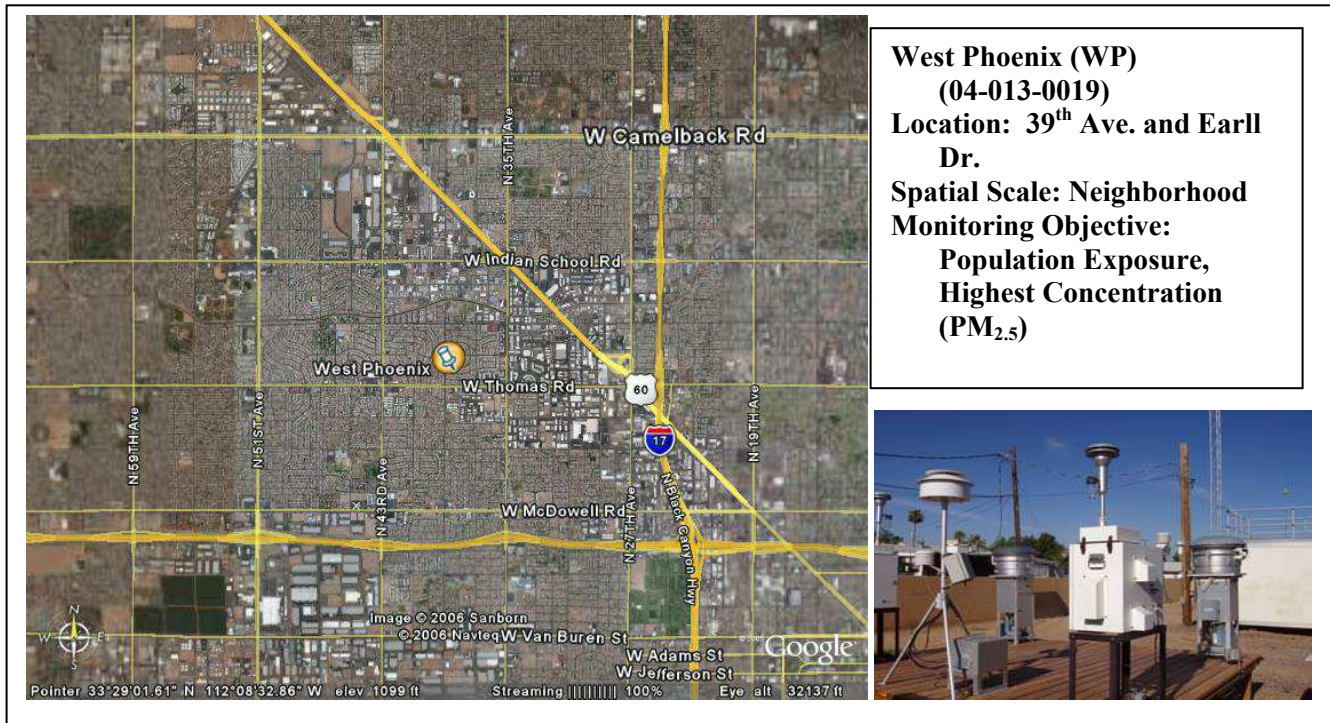 W Camelback Rd
N 35TH Ave
W Indian School Rd
West Phoenix
W Thomas Rd
60
17
N 59TH Ave
N 51ST Ave
N 43RD Ave
N 27TH Ave
N 19TH Ave
W McDowell Rd
N Black Canyon Hwy
N
W E
S
Image © 2006 Sanborn
© 2006 Navteq
W Van Buren St
© 2005 Google
W Adams St
W Jefferson St
Pointer 33°29'01.61" N 112°08'32.86" W elev 1099 ft Streaming |||||||||| 100% Eye alt 32137 ft
West Phoenix (WP)
(04-013-0019)
Location: 39th Ave. and Earll
Dr.
Spatial Scale: Neighborhood
Monitoring Objective:
Population Exposure,
Highest Concentration
(PM2.5)